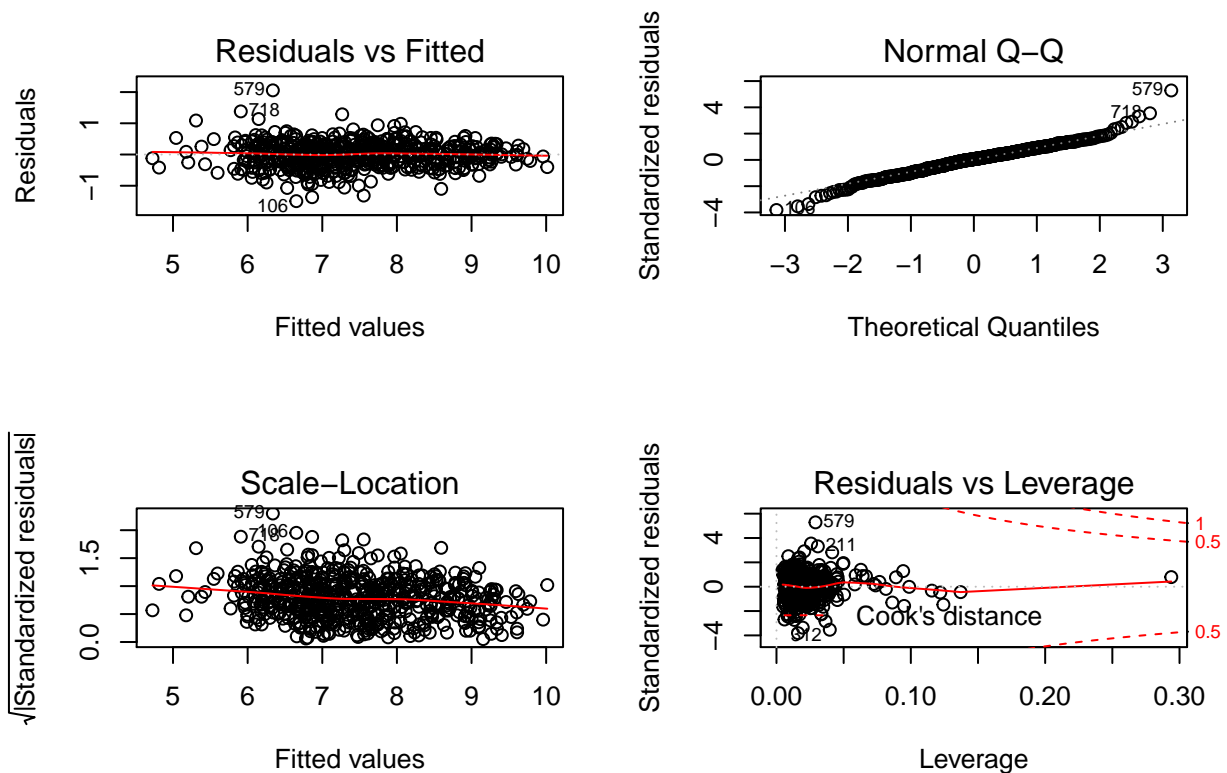 Residuals vs Fitted
Residuals
1
−1
579
718
106
5 6 7 8 9 10
Fitted values
Normal Q−Q
Standardized residuals
4
0
−4
579
718
106
−3 −2 −1 0 1 2 3
Theoretical Quantiles
Scale−Location
√|Standardized residuals|
1.5
0.0
579
106
718
5 6 7 8 9 10
Fitted values
Residuals vs Leverage
Standardized residuals
4
0
−4
579
211
Cook's distance
1
0.5
0.5
0.00 0.10 0.20 0.30
Leverage